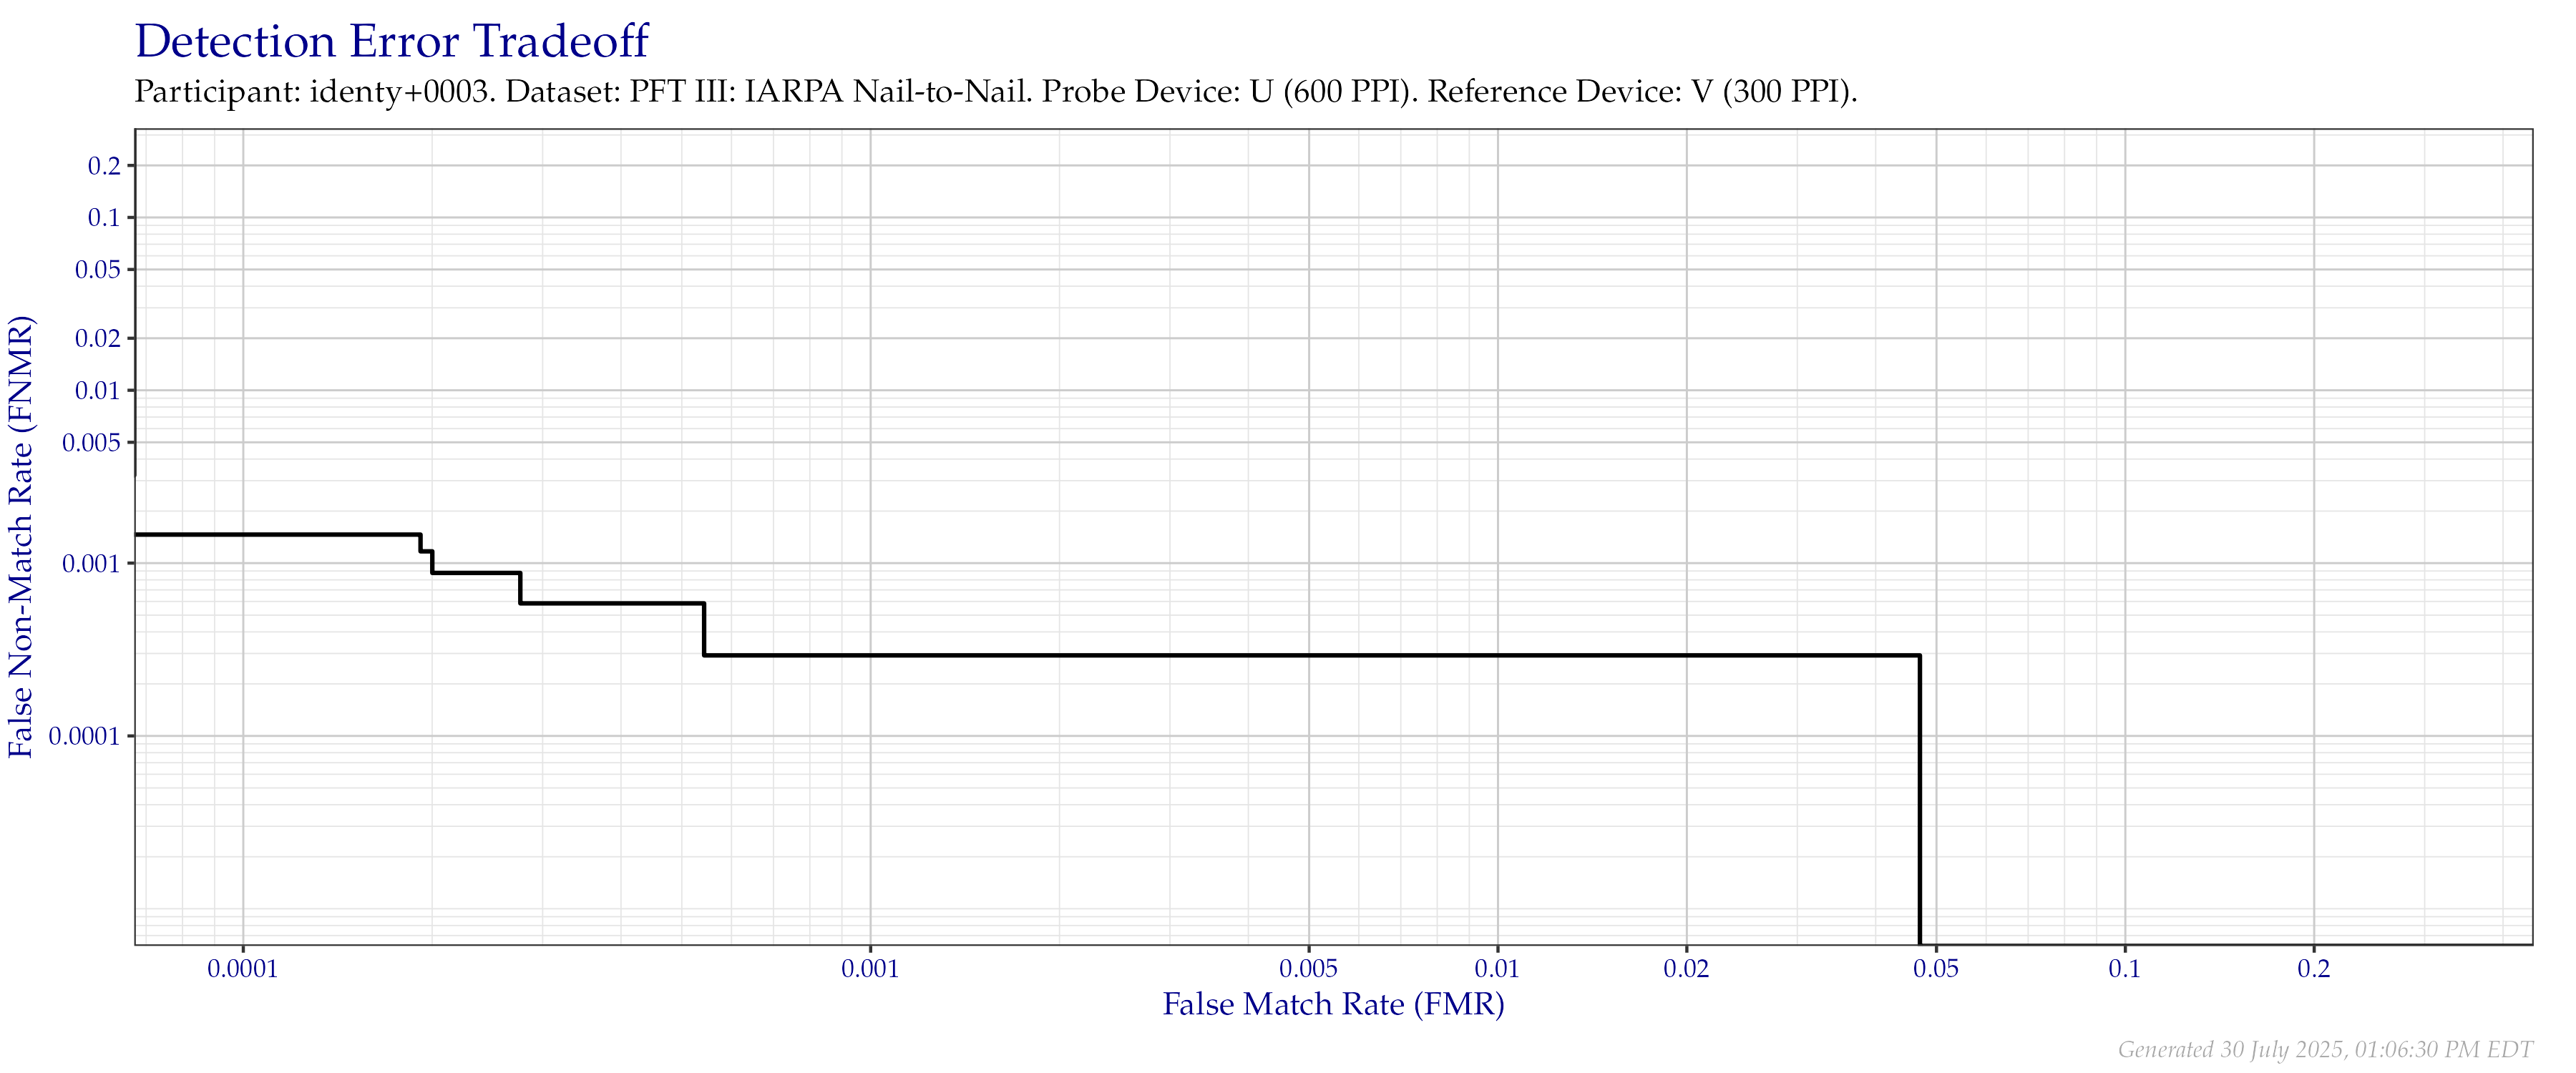 Detection Error Tradeoff
Participant: identy+0003. Dataset: PFT III: IARPA Nail-to-Nail. Probe Device: U (600 PPI). Reference Device: V (300 PPI).
False Non-Match Rate (FNMR)
0.2
0.1
0.05
0.02
0.01
0.005
0.001
0.0001
0.0001 0.001 0.005 0.01 0.02 0.05 0.1 0.2
False Match Rate (FMR)
Generated 30 July 2025, 01:06:30 PM EDT